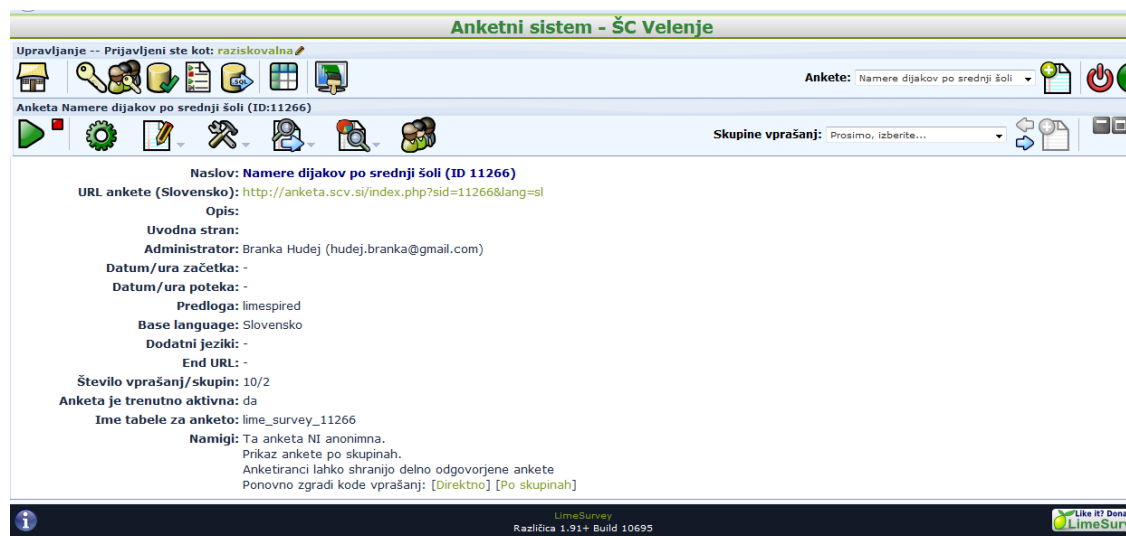 Anketni sistem - ŠC Velenje
Upravljanje -- Prijavljeni ste kot: raziskovalna
SQL
Ankete: Namere dijakov po srednji šoli
Anketa Namere dijakov po srednji šoli (ID:11266)
Skupine vprašanj: Prosimo, izberite...
Naslov: Namere dijakov po srednji šoli (ID 11266)
URL ankete (Slovensko): http://anketa.scv.si/index.php?sid=11266&lang=sl
Opis:
Uvodna stran:
Administrator: Branka Hudej (hudej.branka@gmail.com)
Datum/ura začetka: -
Datum/ura poteka: -
Predloga: limespired
Base language: Slovensko
Dodatni jeziki: -
End URL: -
Število vprašanj/skupin: 10/2
Anketa je trenutno aktivna: da
Ime tabele za anketo: lime_survey_11266
Namigi: Ta anketa NI anonimna.
Prikaz ankete po skupinah.
Anketiranci lahko shranijo delno odgovorjene ankete
Ponovno zgradi kode vprašanj: [Direktno] [Po skupinah]
LimeSurvey
Različica 1.91+ Build 10695
Like it? Dona
LimeSur